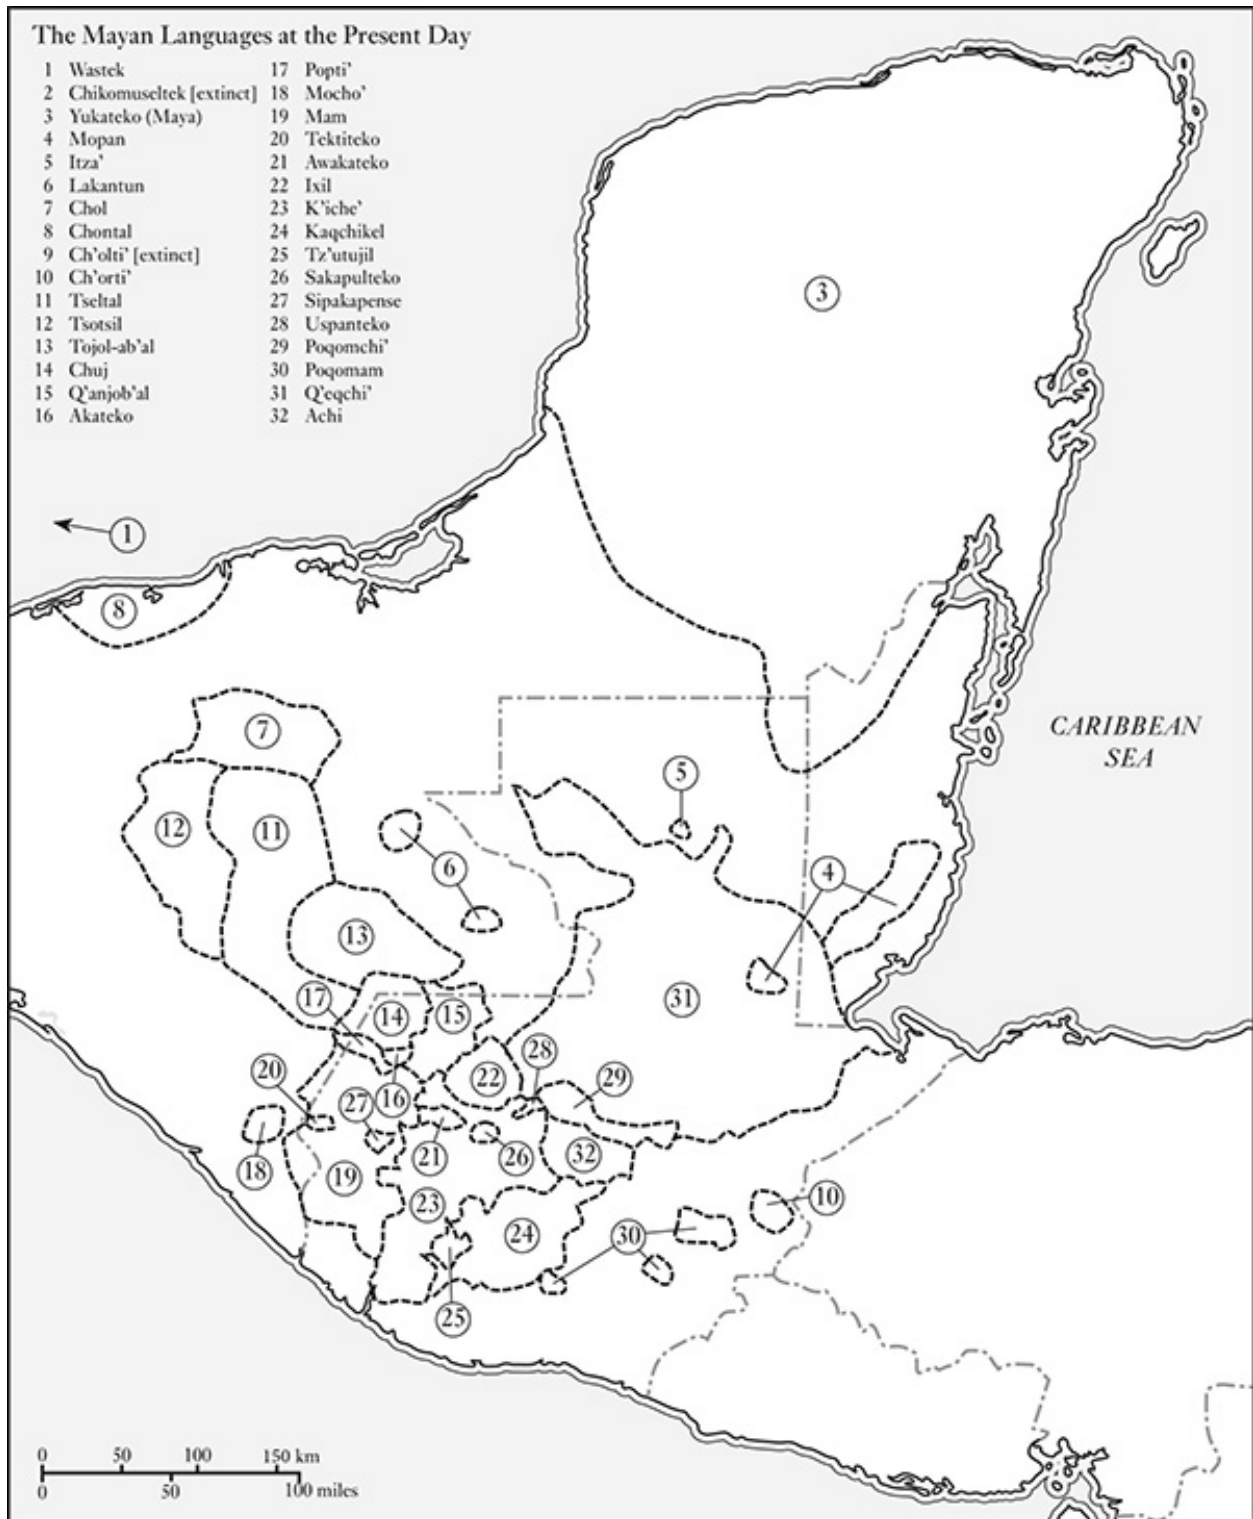 The Mayan Languages at the Present Day
1 Wastek
2 Chikomuseltek [extinct]
3 Yukateko (Maya)
4 Mopan
5 Itza'
6 Lakantun
7 Chol
8 Chontal
9 Ch'olti' [extinct]
10 Ch'orti'
11 Tseltal
12 Tsotsil
13 Tojol-ab'al
14 Chuj
15 Q'anjob'al
16 Akateko
17 Popti'
18 Mocho'
19 Mam
20 Tektiteko
21 Awakateko
22 Ixil
23 K'iche'
24 Kaqchikel
25 Tz'utujil
26 Sakapulteko
27 Sipakapense
28 Uspanteko
29 Poqomchi'
30 Poqomam
31 Q'eqchi'
32 Achi
3
1
8
7
CARIBBEAN
SEA
5
12
11
6
4
13
31
17
14
15
28
22
29
20
27
16
21
26
32
18
19
23
10
24
30
25
0 50 100 150 km
0 50 100 miles